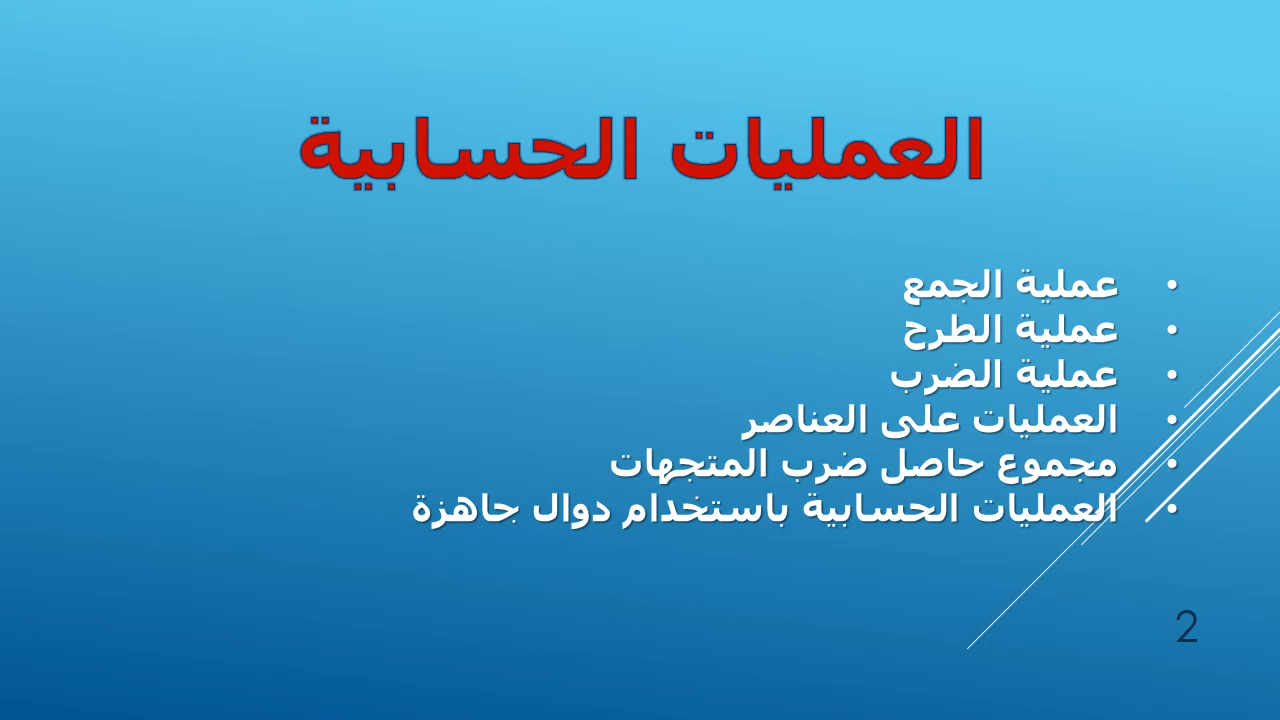 العمليات الحسابية
• عملية الجمع
• عملية الطرح
• عملية الضرب
• العمليات على العناصر
• مجموع حاصل ضرب المتجهات
• العمليات الحسابية باستخدام دوال جاهزة
2